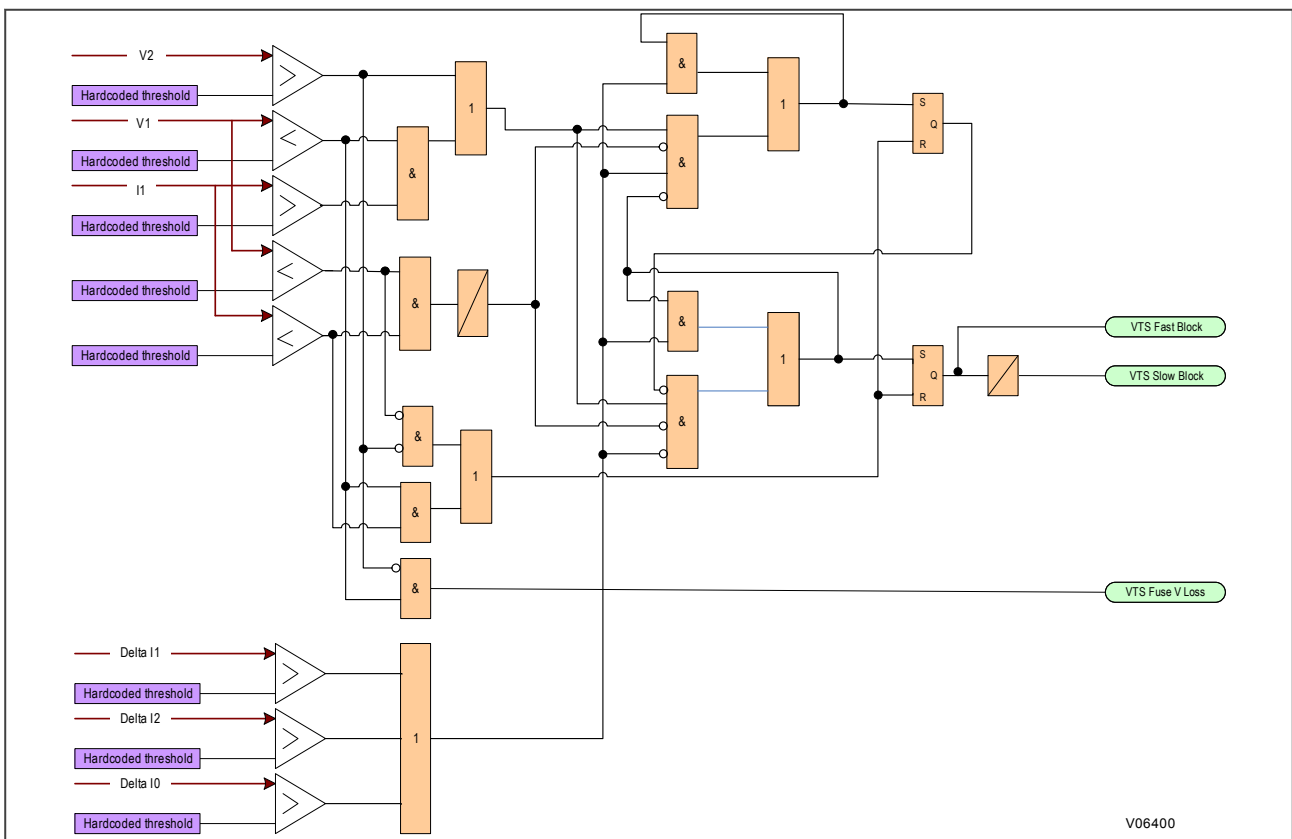 V2
Hardcoded threshold
V1
Hardcoded threshold
I1
Hardcoded threshold
Hardcoded threshold
Hardcoded threshold
>
<
>
<
<
1
&
&
&
1
&
&
&
&
1
S
Q
R
&
&
1
S
Q
R
VTS Fast Block
VTS Slow Block
VTS Fuse V Loss
Delta I1
Hardcoded threshold
Delta I2
Hardcoded threshold
Delta I0
Hardcoded threshold
>
>
>
1
V06400